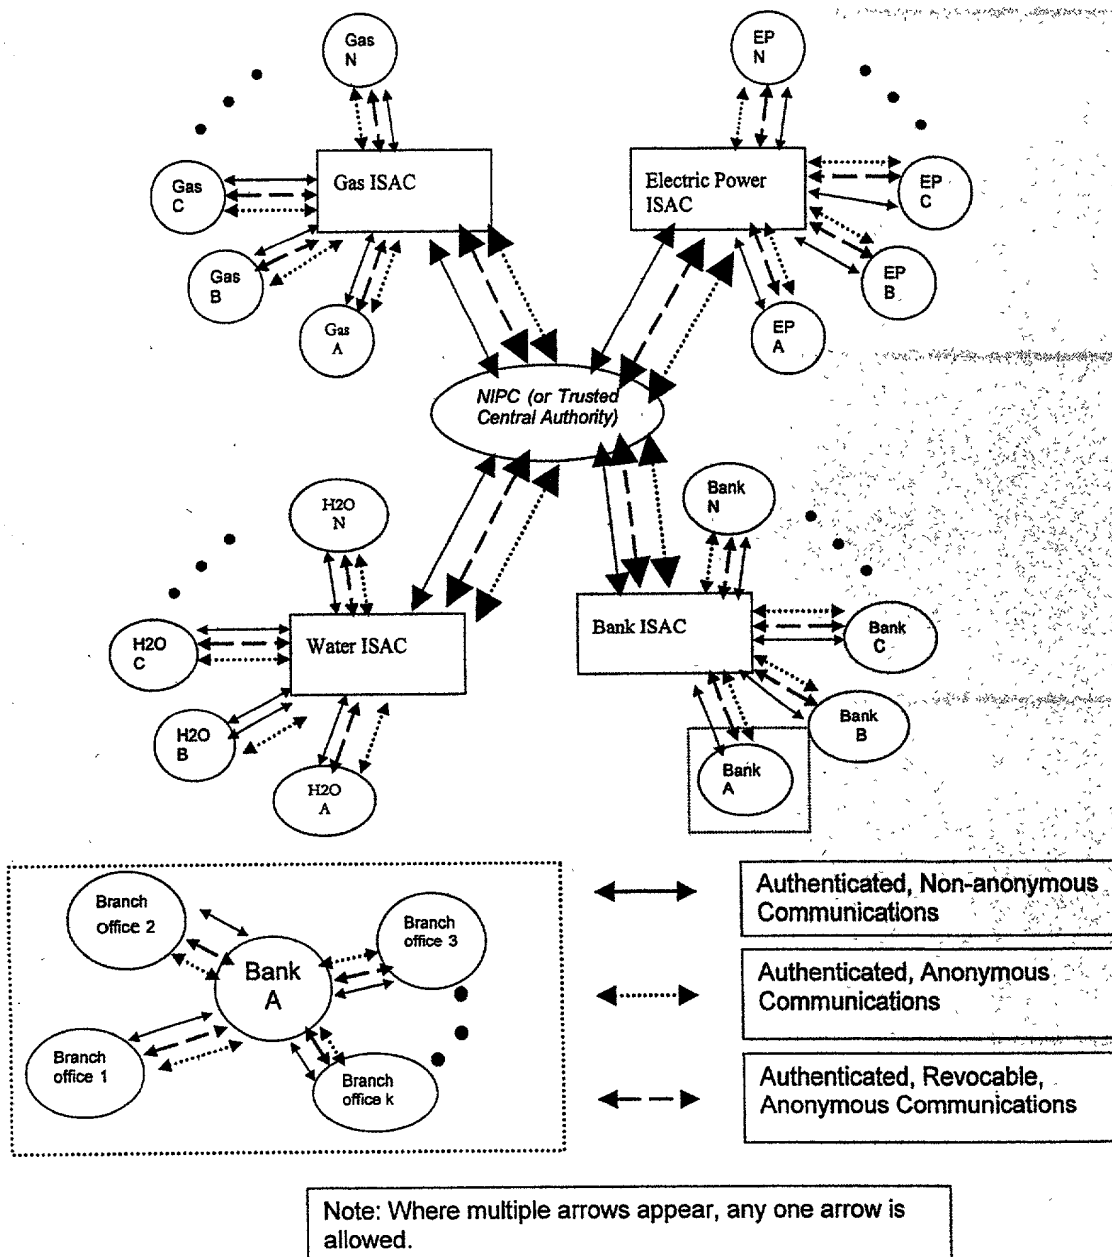 Gas
N
EP
N
Gas
C
Gas ISAC
Electric Power
ISAC
EP
C
Gas
B
EP
B
Gas
A
EP
A
NIPC (or Trusted
Central Authority)
H2O
N
Bank
N
H2O
C
Water ISAC
Bank ISAC
Bank
C
H2O
B
Bank
B
H2O
A
Bank
A
Branch
office 2
Branch
office 3
Bank
A
Branch
office 1
Branch
office k
Authenticated, Non-anonymous
Communications
Authenticated, Anonymous
Communications
Authenticated, Revocable,
Anonymous Communications
Note: Where multiple arrows appear, any one arrow is
allowed.